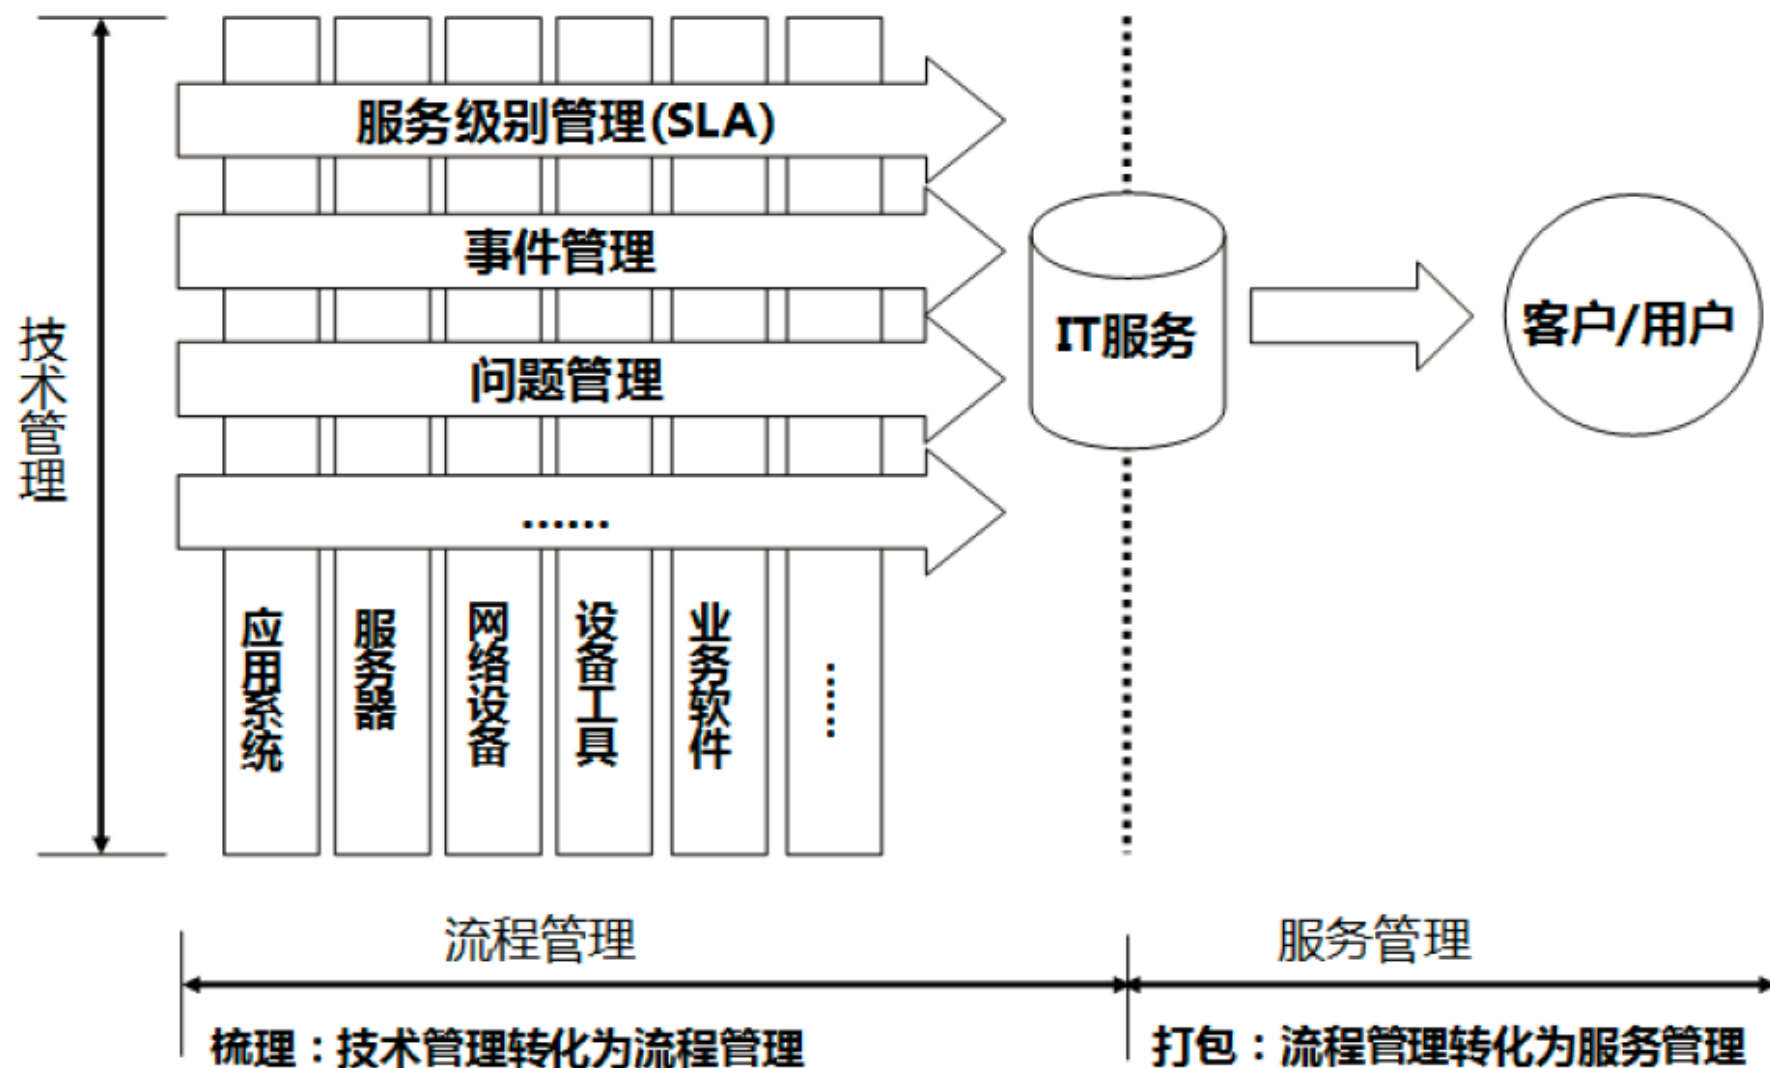 服务级别管理(SLA)
事件管理
问题管理
......
技术管理
IT服务
客户/用户
应用系统
服务器
网络设备
设备工具
业务软件
......
流程管理
服务管理
梳理：技术管理转化为流程管理
打包：流程管理转化为服务管理